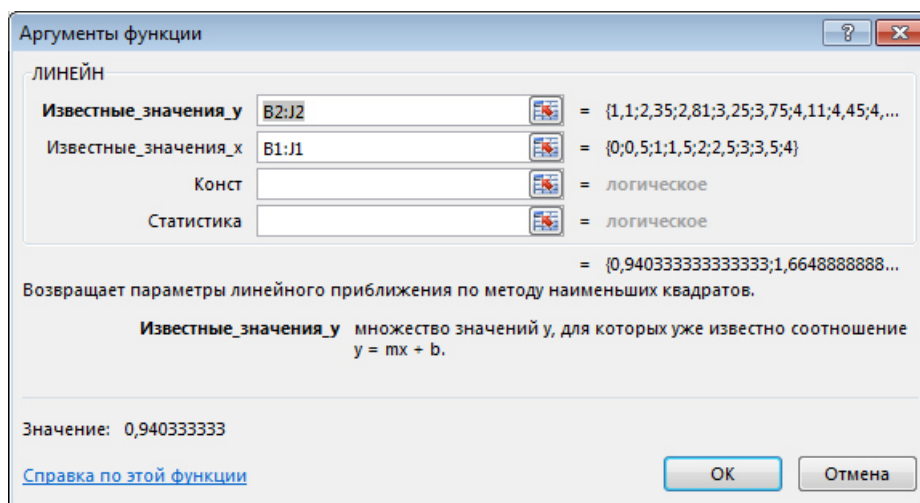 Аргументы функции
ЛИНЕЙН
Известные_значения_y B2:J2 = {1,1;2,35;2,81;3,25;3,75;4,11;4,45;4,...
Известные_значения_x B1:J1 = {0;0,5;1;1,5;2;2,5;3;3,5;4}
Конст = логическое
Статистика = логическое
= {0,940333333333333;1,6648888888...
Возвращает параметры линейного приближения по методу наименьших квадратов.
Известные_значения_y множество значений y, для которых уже известно соотношение
y = mx + b.
Значение: 0,940333333
Справка по этой функции
ОК Отмена